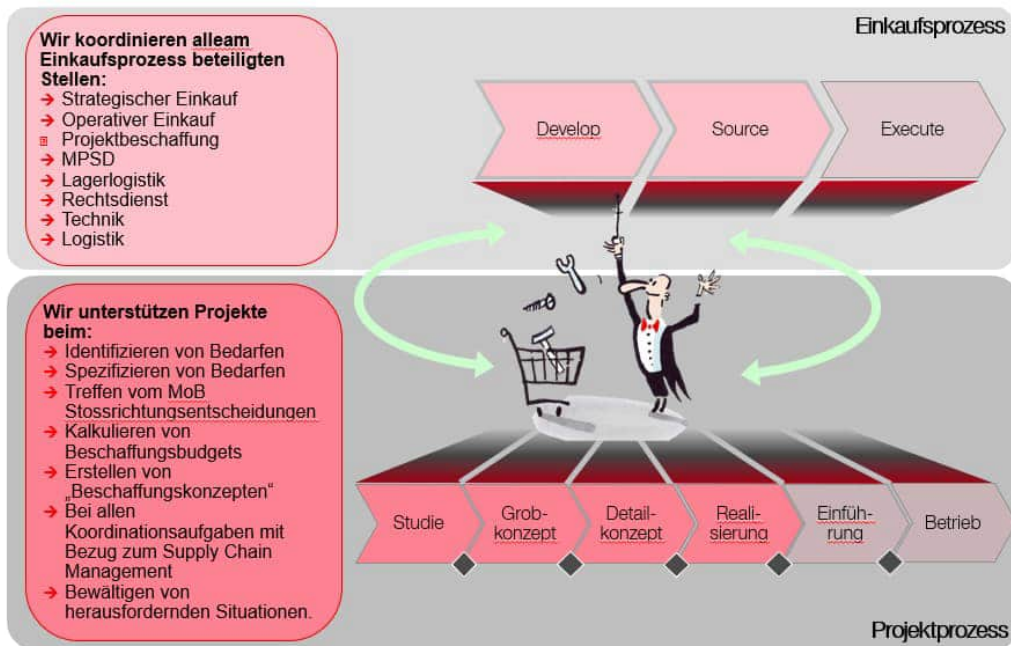 Einkaufsprozess
Wir koordinieren alleam
Einkaufsprozess beteiligten
Stellen:
→ Strategischer Einkauf
→ Operativer Einkauf
Projektbeschaffung
→ MPSD
→ Lagerlogistik
→ Rechtsdienst
→ Technik
→ Logistik
Develop
Source
Execute
Wir unterstützen Projekte
beim:
→ Identifizieren von Bedarfen
→ Spezifizieren von Bedarfen
→ Treffen vom MoB
Stossrichtungsentscheidungen
→ Kalkulieren von
Beschaffungsbudgets
→ Erstellen von
„Beschaffungskonzepten“
→ Bei allen
Koordinationsaufgaben mit
Bezug zum Supply Chain
Management
→ Bewältigen von
herausfordernden Situationen.
Studie
Grob-
konzept
Detail-
konzept
Reali-
sierung
Einfüh-
rung
Betrieb
Projektprozess